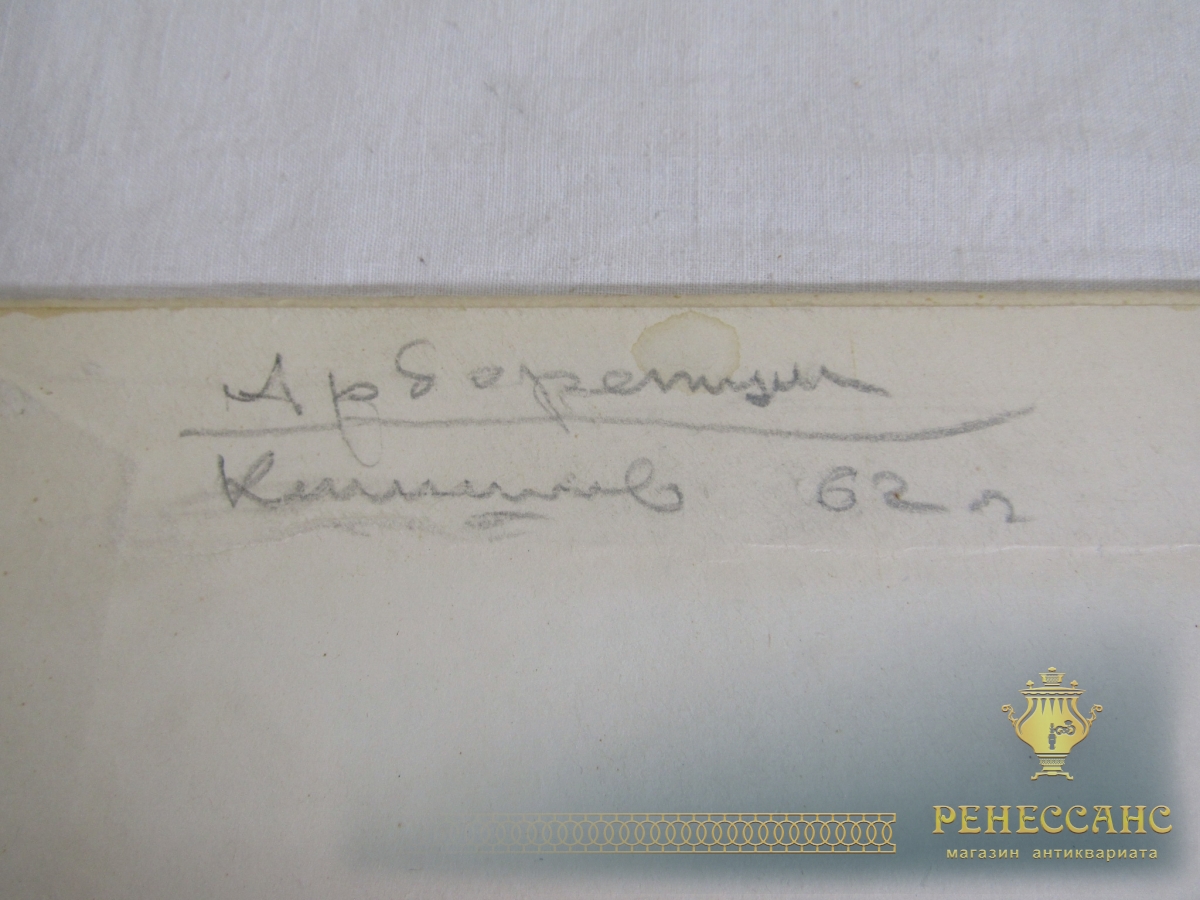 Арборетум
Кишинев 62 г
РЕНЕССАНС
магазин антиквариата